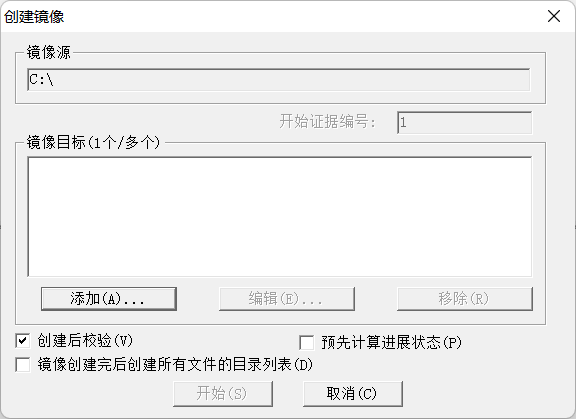 创建镜像
镜像源
C:\
开始证据编号: 1
镜像目标(1个/多个)
添加(A)... 编辑(E)... 移除(R)
创建后校验(V) 预先计算进展状态(P)
镜像创建完后创建所有文件的目录列表(D)
开始(S) 取消(C)